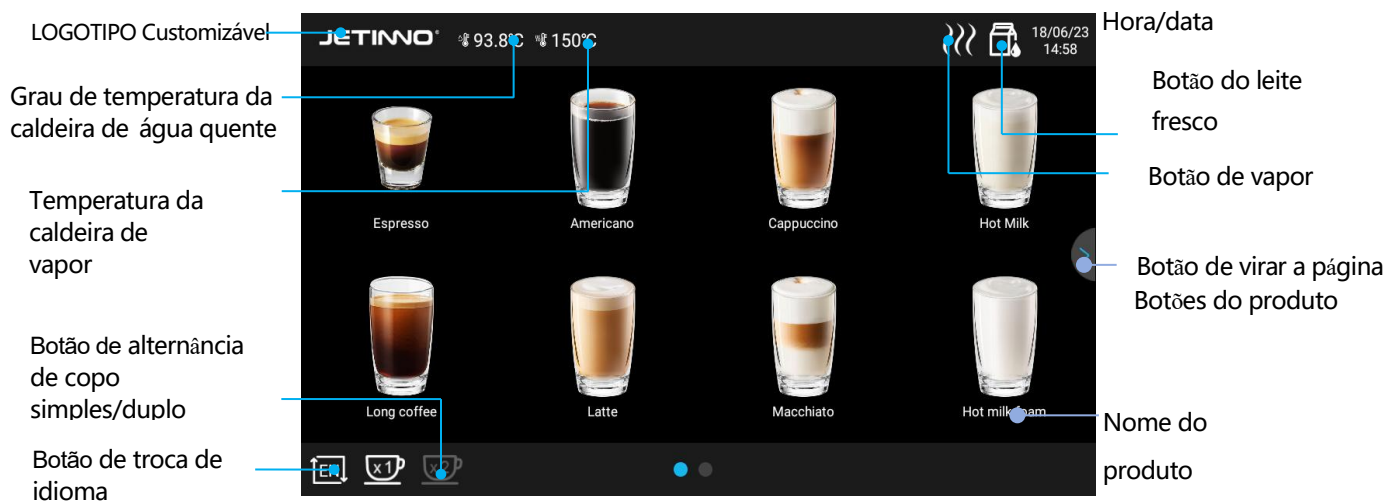 LOGOTIPO Customizável
Grau de temperatura da
caldeira de água quente
Temperatura da
caldeira de
vapor
Botão de alternância
de copo
simples/duplo
Botão de troca de
idioma
JETINNO
93.8℃ 150℃
18/06/23
14:58
Espresso Americano Cappuccino Hot Milk
Long coffee Latte Macchiato Hot milk foam
EN x1 x2
Hora/data
Botão do leite
fresco
Botão de vapor
Botão de virar a página
Botões do produto
Nome do
produto